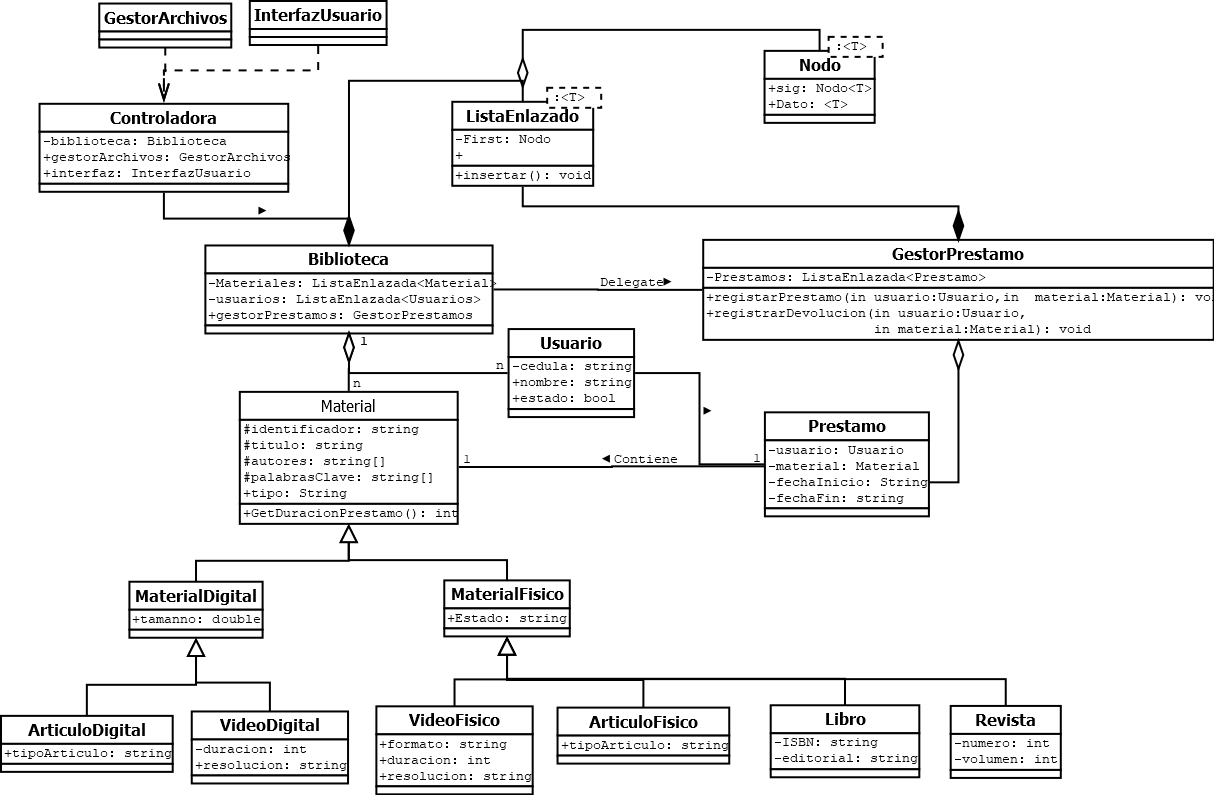 GestorArchivos
InterfazUsuario
:<T>
Nodo
+sig: Nodo<T>
+Dato: <T>
:<T>
ListaEnlazado
-First: Nodo
+
+insertar(): void
Controladora
-biblioteca: Biblioteca
+gestorArchivos: GestorArchivos
+interfaz: InterfazUsuario
Biblioteca
-Materiales: ListaEnlazada<Material>
-usuarios: ListaEnlazada<Usuarios>
+gestorPrestamos: GestorPrestamos
Delegate
GestorPrestamo
-Prestamos: ListaEnlazada<Prestamo>
+registarPrestamo(in usuario:Usuario,in material:Material): voi
+registrarDevolucion(in usuario:Usuario,
in material:Material): void
1
n
n
Usuario
-cedula: string
+nombre: string
+estado: bool
Material
#identificador: string
#titulo: string
#autores: string[]
#palabrasClave: string[]
+tipo: String
+GetDuracionPrestamo(): int
1
Contiene
1
Prestamo
-usuario: Usuario
-material: Material
-fechaInicio: String
-fechaFin: string
MaterialDigital
+tamanno: double
MaterialFisico
+Estado: string
ArticuloDigital
+tipoArticulo: string
VideoDigital
-duracion: int
+resolucion: string
VideoFisico
+formato: string
+duracion: int
+resolucion: string
ArticuloFisico
+tipoArticulo: string
Libro
-ISBN: string
-editorial: string
Revista
-numero: int
-volumen: int